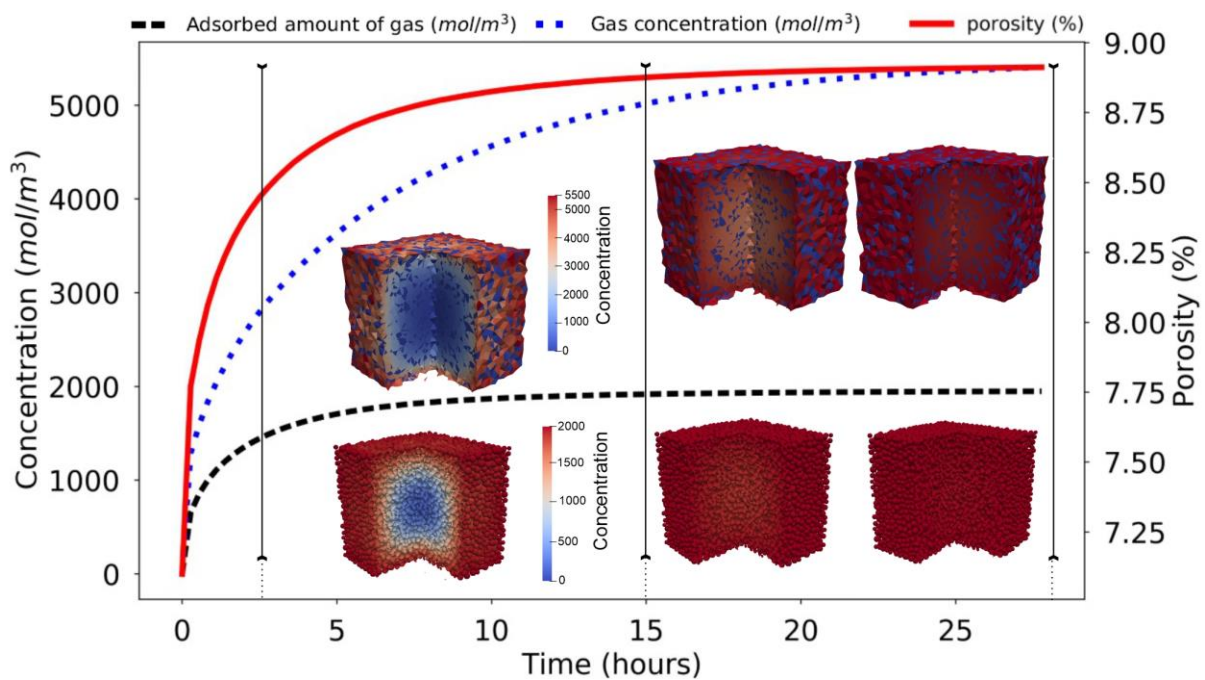 Adsorbed amount of gas (mol/m³)
Gas concentration (mol/m³)
porosity (%)
Concentration (mol/m³)
5000
4000
3000
2000
1000
0
5500
5000
4000
3000
2000
1000
0
Concentration
2000
1500
1000
500
0
Concentration
9.00
8.75
8.50
8.25
8.00
7.75
7.50
7.25
Porosity (%)
0 5 10 15 20 25
Time (hours)